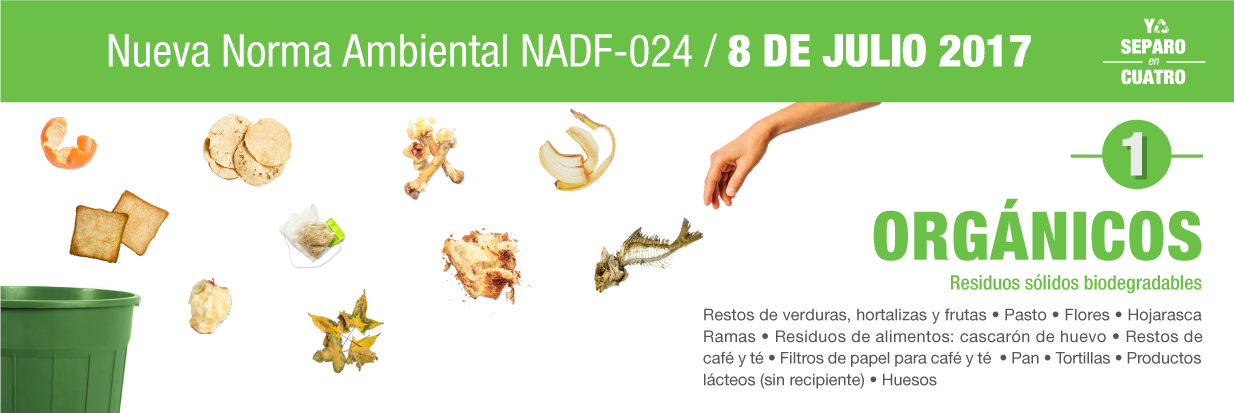 Nueva Norma Ambiental NADF-024 / 8 DE JULIO 2017
YO
SEPARO
en
CUATRO
1
ORGÁNICOS
Residuos sólidos biodegradables
Restos de verduras, hortalizas y frutas • Pasto • Flores • Hojarasca
Ramas • Residuos de alimentos: cascarón de huevo • Restos de
café y té • Filtros de papel para café y té • Pan • Tortillas • Productos
lácteos (sin recipiente) • Huesos